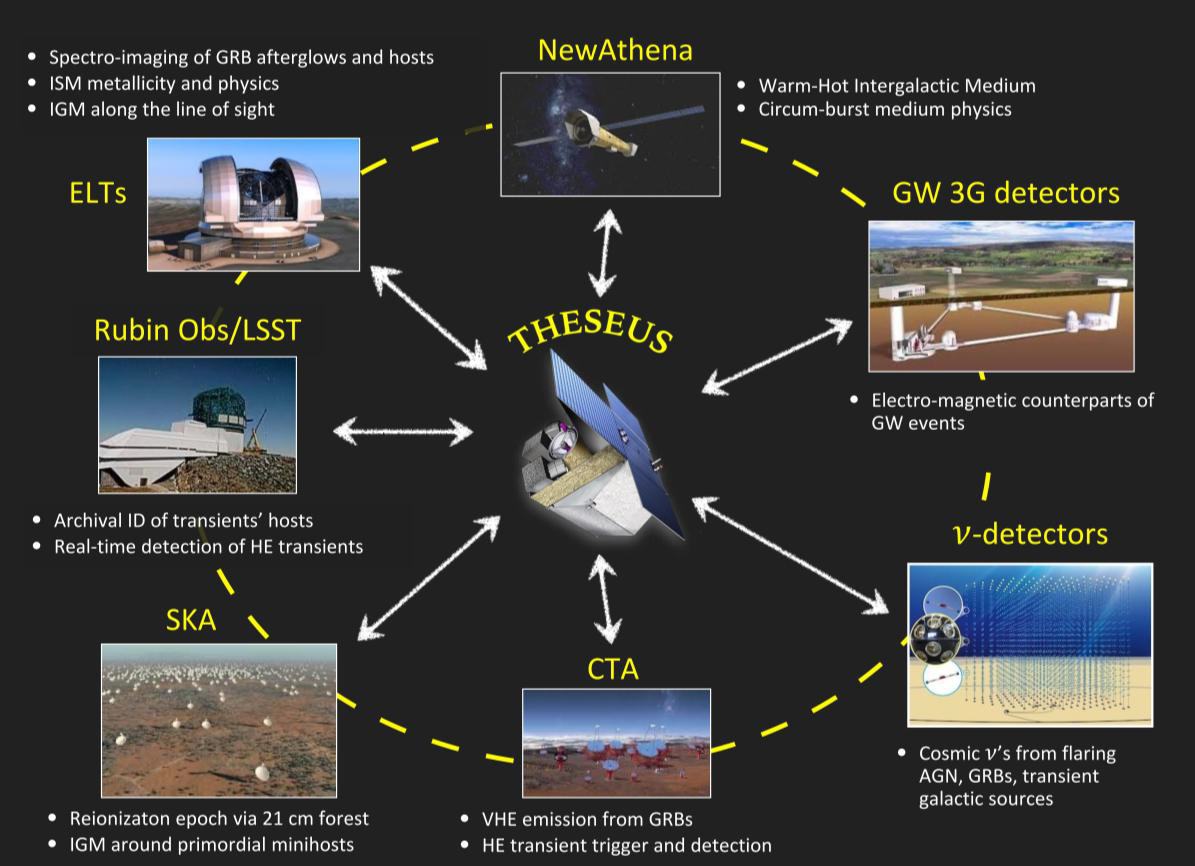 • Spectro-imaging of GRB afterglows and hosts
• ISM metallicity and physics
• IGM along the line of sight
ELTs
NewAthena
• Warm-Hot Intergalactic Medium
• Circum-burst medium physics
GW 3G detectors
• Electro-magnetic counterparts of
GW events
THESEUS
Rubin Obs/LSST
• Archival ID of transients’ hosts
• Real-time detection of HE transients
ν-detectors
• Cosmic ν’s from flaring
AGN, GRBs, transient
galactic sources
SKA
• Reionizaton epoch via 21 cm forest
• IGM around primordial minihosts
CTA
• VHE emission from GRBs
• HE transient trigger and detection